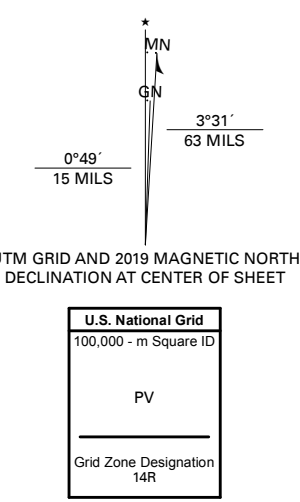 MN
GN
3°31´
63 MILS
0°49´
15 MILS
UTM GRID AND 2019 MAGNETIC NORTH
DECLINATION AT CENTER OF SHEET
U.S. National Grid
100,000 - m Square ID
PV
Grid Zone Designation
14R